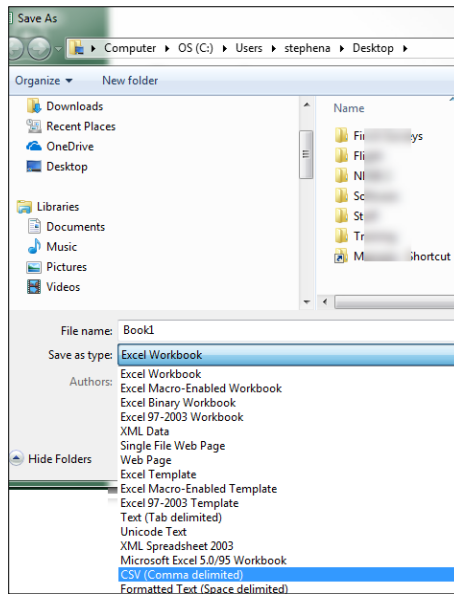 Save As
Computer ▸ OS (C:) ▸ Users ▸ stephena ▸ Desktop ▸
Organize ▾ New folder
Downloads
Recent Places
OneDrive
Desktop
Libraries
Documents
Music
Pictures
Videos
Name
Shortcut
File name: Book1
Save as type: Excel Workbook
Authors:
Excel Workbook
Excel Macro-Enabled Workbook
Excel Binary Workbook
Excel 97-2003 Workbook
XML Data
Single File Web Page
Web Page
Excel Template
Excel Macro-Enabled Template
Excel 97-2003 Template
Text (Tab delimited)
Unicode Text
XML Spreadsheet 2003
Microsoft Excel 5.0/95 Workbook
CSV (Comma delimited)
Formatted Text (Space delimited)
Hide Folders